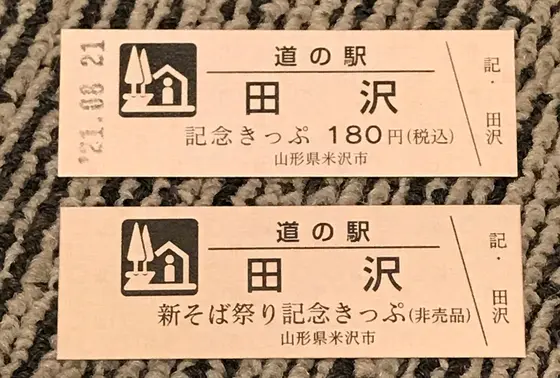 '21.08.21
道の駅
田沢
記念きっぷ 180円(税込)
山形県米沢市
記・田沢
道の駅
田沢
新そば祭り記念きっぷ(非売品)
山形県米沢市
記・田沢